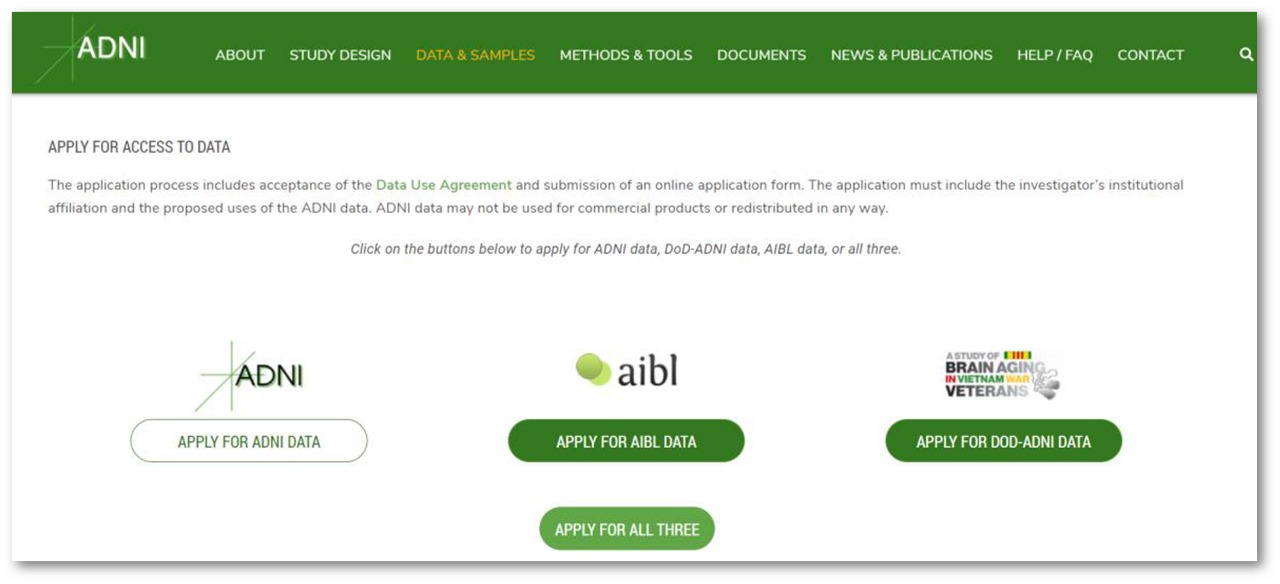 ADNI
ABOUT STUDY DESIGN DATA & SAMPLES METHODS & TOOLS DOCUMENTS NEWS & PUBLICATIONS HELP / FAQ CONTACT
APPLY FOR ACCESS TO DATA
The application process includes acceptance of the Data Use Agreement and submission of an online application form. The application must include the investigator's institutional
affiliation and the proposed uses of the ADNI data. ADNI data may not be used for commercial products or redistributed in any way.
Click on the buttons below to apply for ADNI data, DoD-ADNI data, AIBL data, or all three.
ADNI
APPLY FOR ADNI DATA
aibl
APPLY FOR AIBL DATA
A STUDY OF
BRAIN AGING
IN VIETNAM WAR
VETERANS
APPLY FOR DOD-ADNI DATA
APPLY FOR ALL THREE